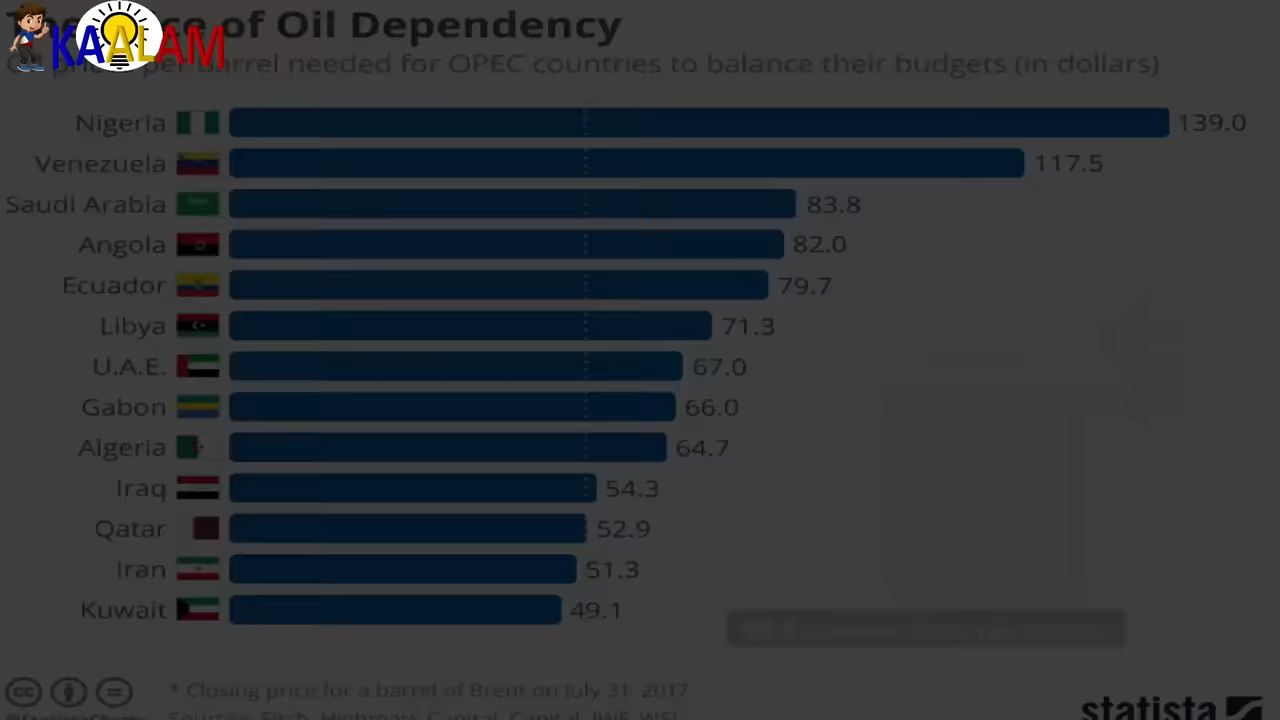 of Oil Dependency
KAALAM
per barrel needed for OPEC countries to balance their budgets (in dollars)
Nigeria 139.0
Venezuela 117.5
Saudi Arabia 83.8
Angola 82.0
Ecuador 79.7
Libya 71.3
U.A.E. 67.0
Gabon 66.0
Algeria 64.7
Iraq 54.3
Qatar 52.9
Iran 51.3
Kuwait 49.1
cc
* Closing price for a barrel of Brent on July 31, 2017
statista